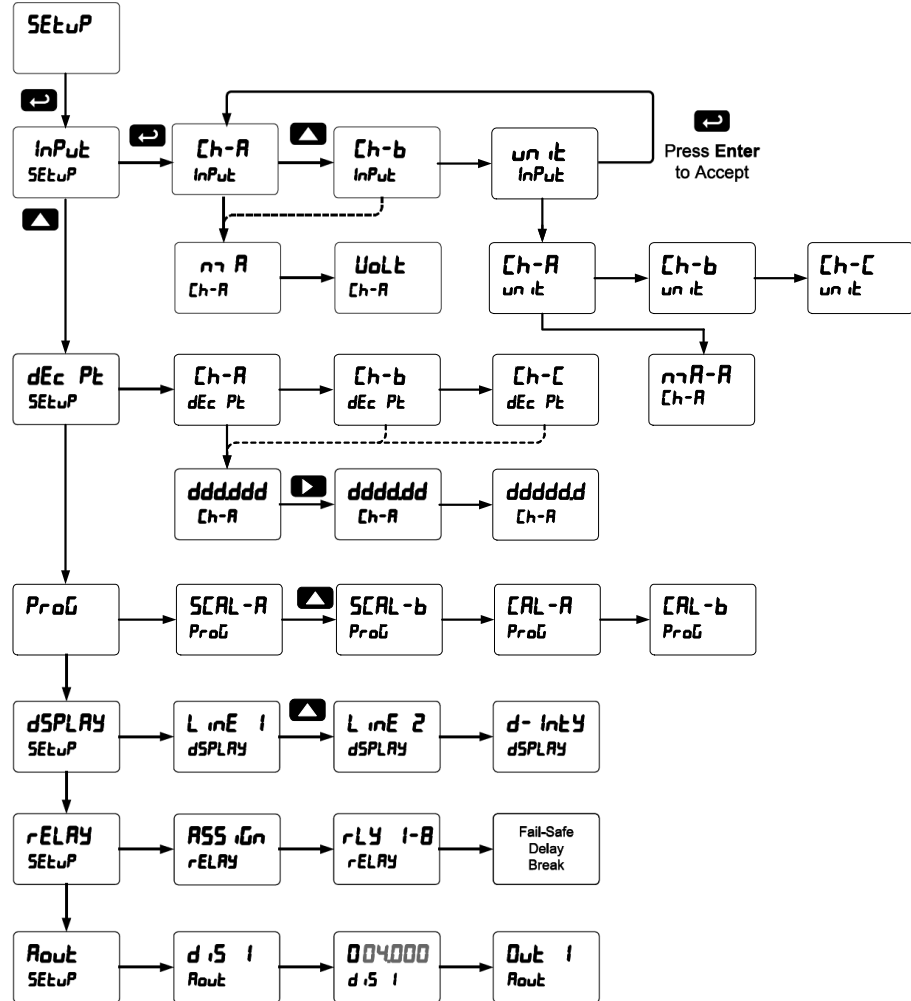 SEtuP
InPut
SEtuP
Ch-A
InPut
Ch-b
InPut
unit
InPut
Press Enter
to Accept
mA
Ch-A
VoLt
Ch-A
Ch-A
unit
Ch-b
unit
Ch-C
unit
mA-A
Ch-A
dEc Pt
SEtuP
Ch-A
dEc Pt
Ch-b
dEc Pt
Ch-C
dEc Pt
ddd.ddd
Ch-A
dddd.dd
Ch-A
ddddd.d
Ch-A
ProG
SCAL-A
ProG
SCAL-b
ProG
CAL-A
ProG
CAL-b
ProG
dSPLAY
SEtuP
LinE 1
dSPLAY
LinE 2
dSPLAY
d-IntY
dSPLAY
rELAY
SEtuP
ASSiGn
rELAY
rLY 1-8
rELAY
Fail-Safe
Delay
Break
Aout
SEtuP
diS 1
Aout
004.000
diS 1
Out 1
Aout